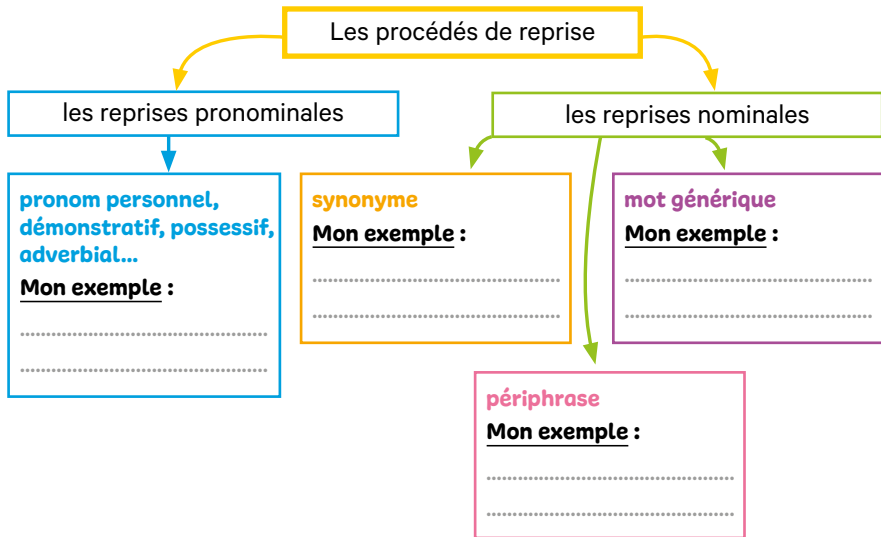 Les procédés de reprise
les reprises pronominales
les reprises nominales
pronom personnel,
démonstratif, possessif,
adverbial...
Mon exemple :
synonyme
Mon exemple :
mot générique
Mon exemple :
périphrase
Mon exemple :